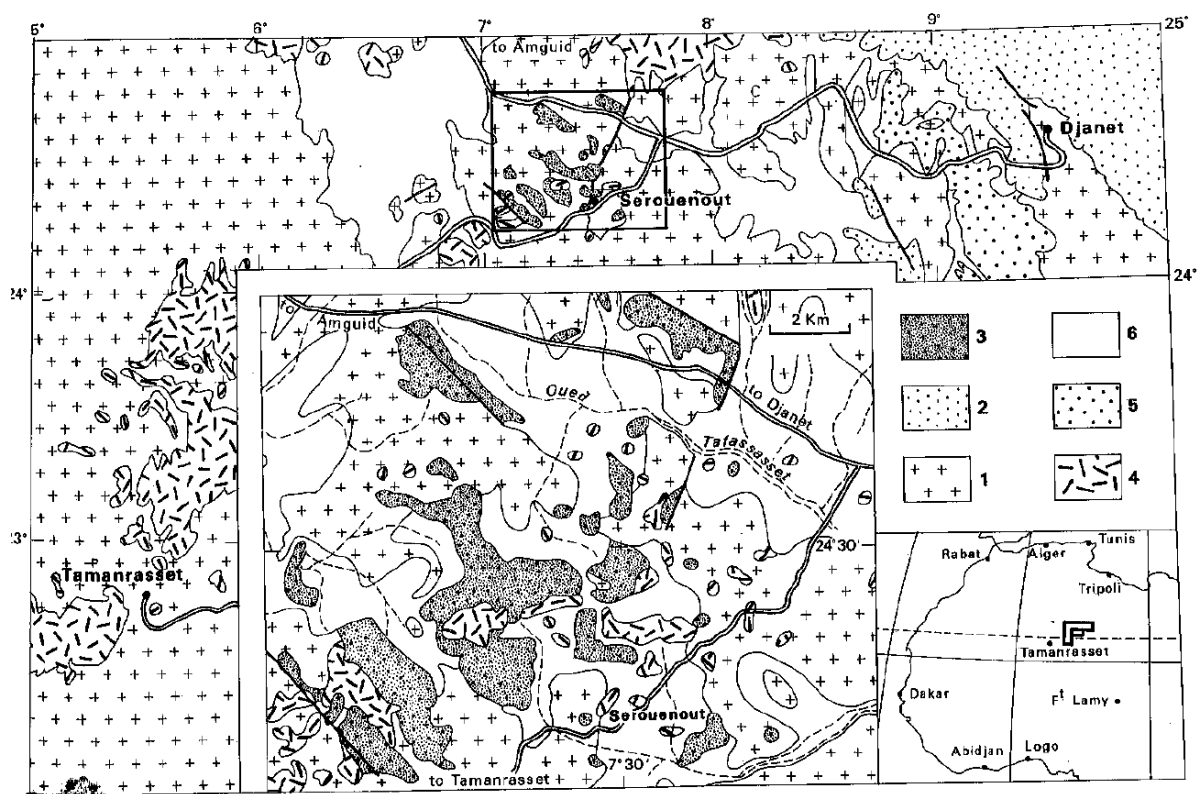 5°
6°
7°
8°
9°
25°
to Amguid
Djanet
Serouenout
24°
24°
to
Amguid
2 Km
Oued
to Djanet
Tafassasset
24°30'
Serouenout
7°30'
to Tamanrasset
3°
Tamanrasset
3
6
2
5
1
4
Rabat
Alger
Tunis
Tripoli
Tamanrasset
Dakar
Ft Lamy
Abidjan
Logo